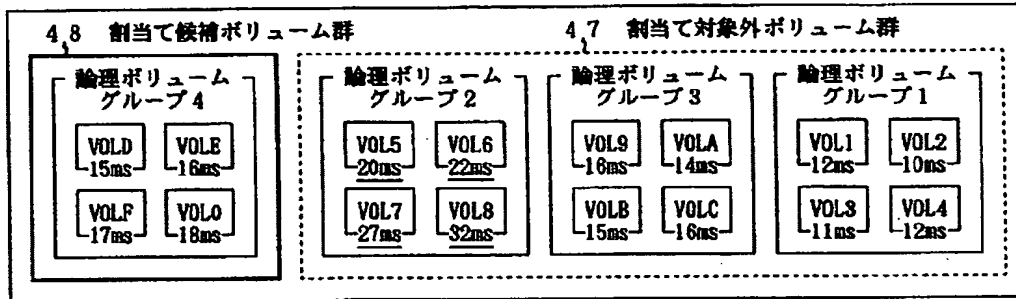 48 割当て候補ボリューム群
47 割当て対象外ボリューム群
論理ボリューム
グループ4
VOLD
15ms
VOLE
16ms
VOLF
17ms
VOL0
18ms
論理ボリューム
グループ2
VOL5
20ms
VOL6
22ms
VOL7
27ms
VOL8
32ms
論理ボリューム
グループ3
VOL9
16ms
VOLA
14ms
VOLB
15ms
VOLC
16ms
論理ボリューム
グループ1
VOL1
12ms
VOL2
10ms
VOL3
11ms
VOL4
12ms